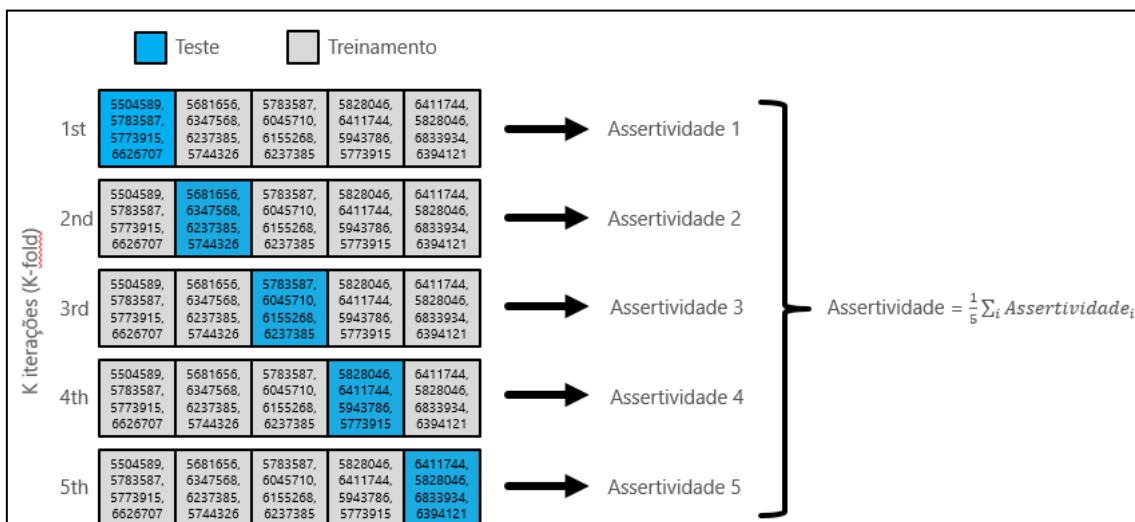 Teste Treinamento
K iterações (K-fold)
1st
5504589, 5681656, 5783587, 5828046, 6411744,
5783587, 6347568, 6045710, 6411744, 5828046,
5773915, 6237385, 6155268, 5943786, 6833934,
6626707 5744326 6237385 5773915 6394121
Assertividade 1
2nd
5504589, 5681656, 5783587, 5828046, 6411744,
5783587, 6347568, 6045710, 6411744, 5828046,
5773915, 6237385, 6155268, 5943786, 6833934,
6626707 5744326 6237385 5773915 6394121
Assertividade 2
3rd
5504589, 5681656, 5783587, 5828046, 6411744,
5783587, 6347568, 6045710, 6411744, 5828046,
5773915, 6237385, 6155268, 5943786, 6833934,
6626707 5744326 6237385 5773915 6394121
Assertividade 3
4th
5504589, 5681656, 5783587, 5828046, 6411744,
5783587, 6347568, 6045710, 6411744, 5828046,
5773915, 6237385, 6155268, 5943786, 6833934,
6626707 5744326 6237385 5773915 6394121
Assertividade 4
5th
5504589, 5681656, 5783587, 5828046, 6411744,
5783587, 6347568, 6045710, 6411744, 5828046,
5773915, 6237385, 6155268, 5943786, 6833934,
6626707 5744326 6237385 5773915 6394121
Assertividade 5
Assertividade = 1/5 ∑i Assertividadei